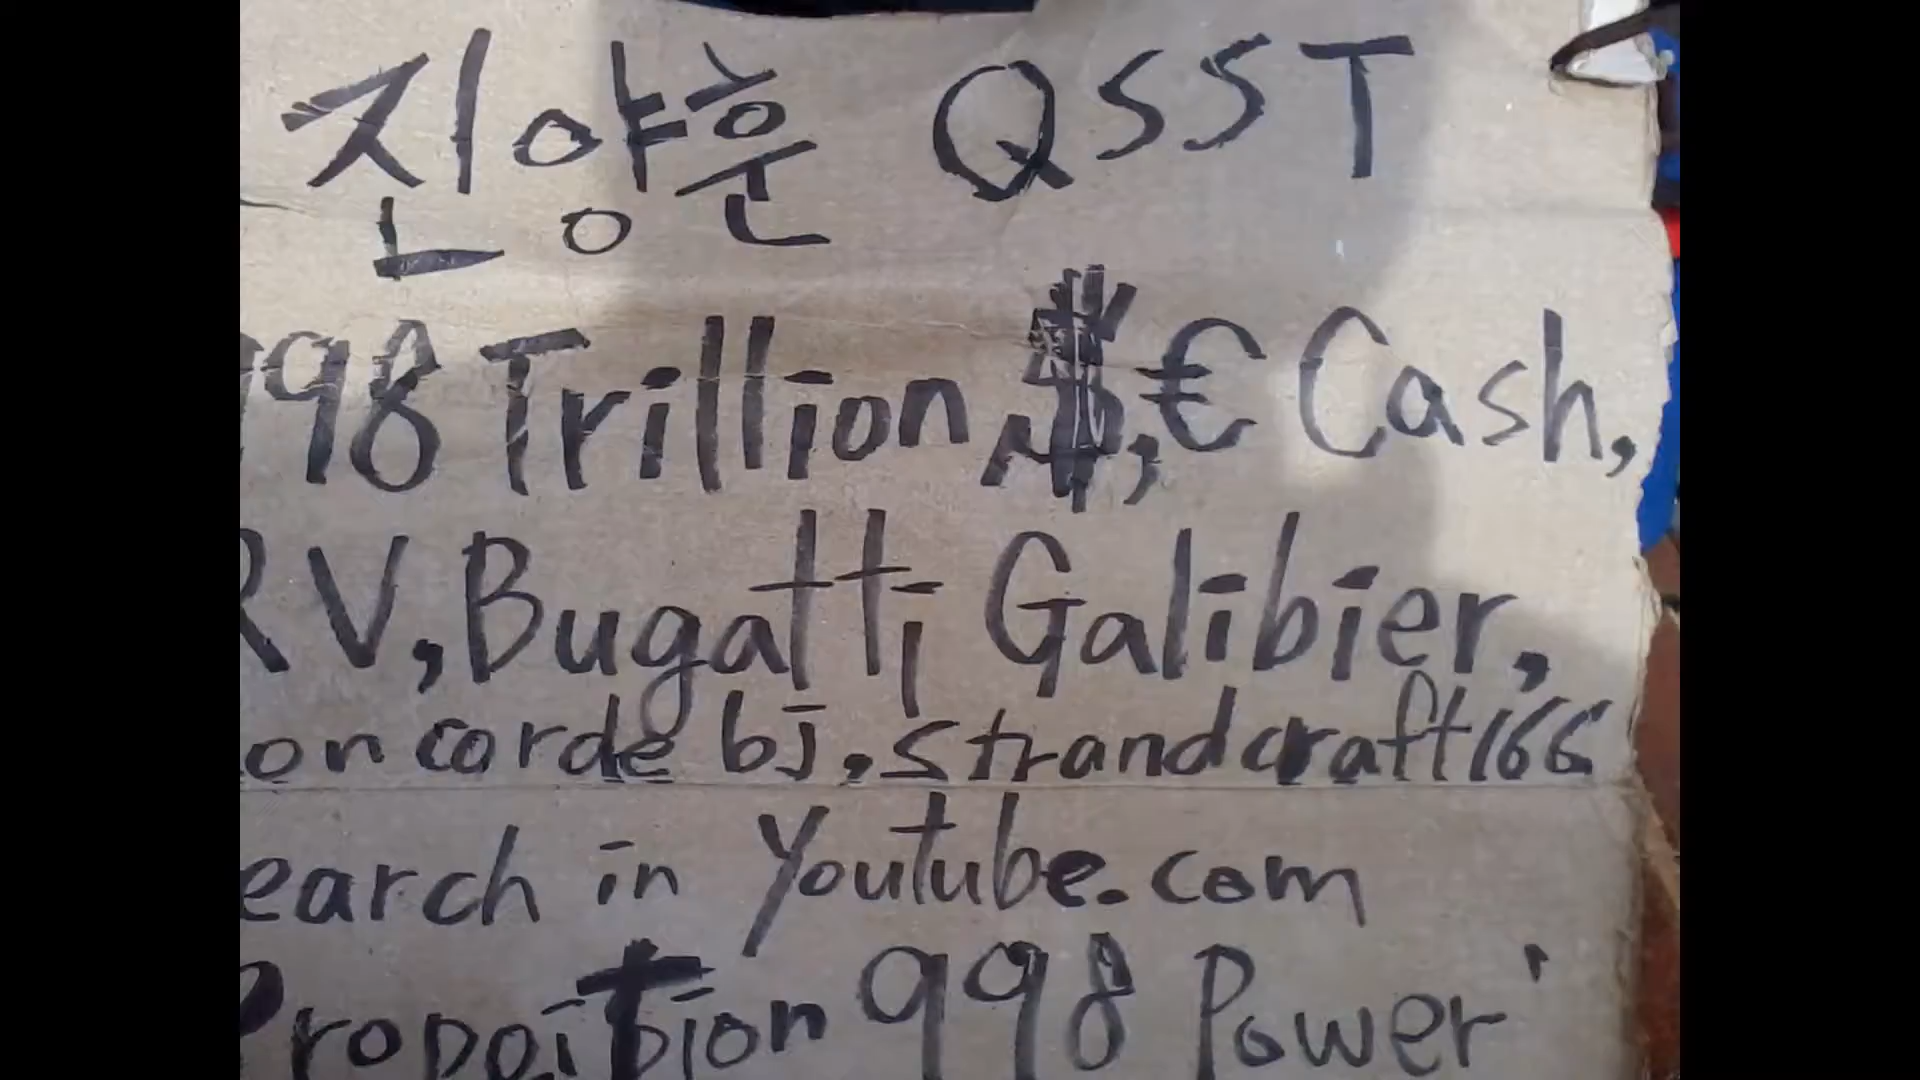 진양훈 QSST
998 Trillion $,€ Cash,
RV,Bugatti Galibier,
oncorde bj,strandcraft166
earch in Youtube.com
Propoition 998 Power'